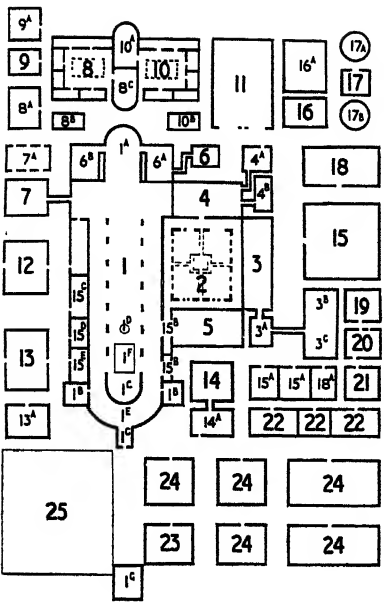 9A 10A 17A
9 8 10 11 16A 17
8A 8C 16 17B
8B 10B
7A 6B 1A 6A 6 4A 18
7 4 4B
1 15
12 2 3
15C 3B 19
D 15B
15D 5 3A 3C 20
13 15E 1F 15B
1B 1C 1B 14 15A 15A 18A 21
13A 1E 14A 22 22 22
1G
25 24 24 24
23 24 24
1G